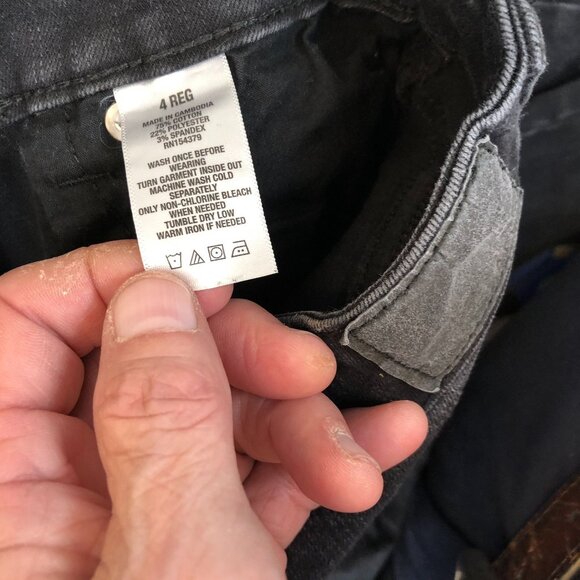 4 REG
MADE IN CAMBODIA
75% COTTON
22% POLYESTER
3% SPANDEX
RN154379
WASH ONCE BEFORE
WEARING
TURN GARMENT INSIDE OUT
MACHINE WASH COLD
SEPARATELY
ONLY NON-CHLORINE BLEACH
WHEN NEEDED
TUMBLE DRY LOW
WARM IRON IF NEEDED